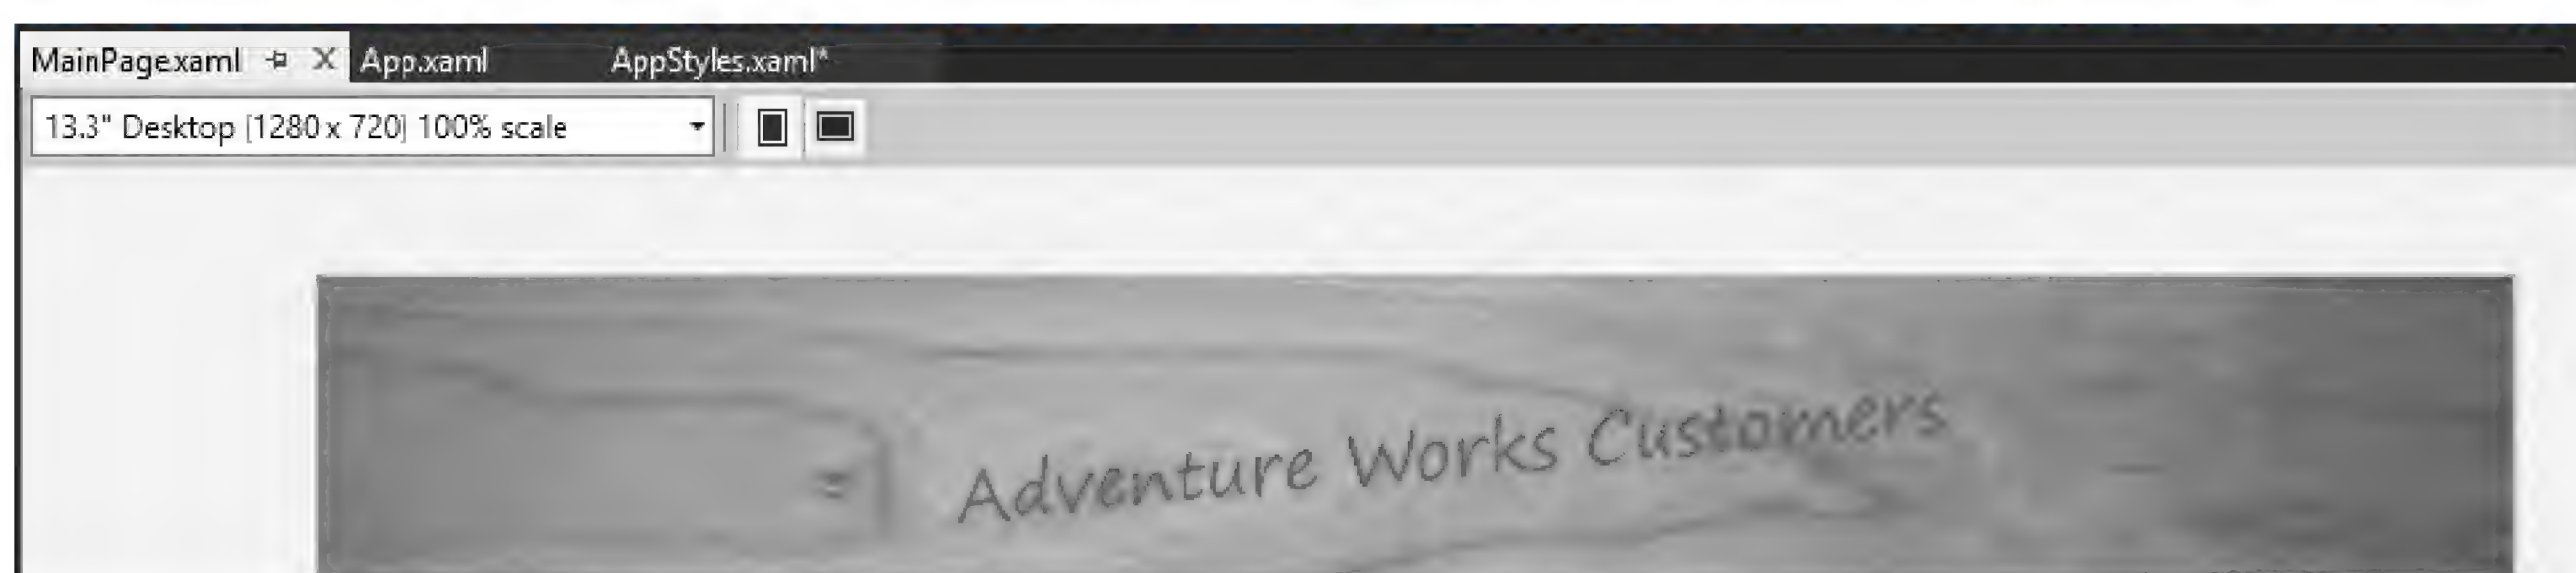 MainPage.xaml App.xaml AppStyles.xaml*
13.3" Desktop [1280 x 720] 100% scale
Adventure Works Customers